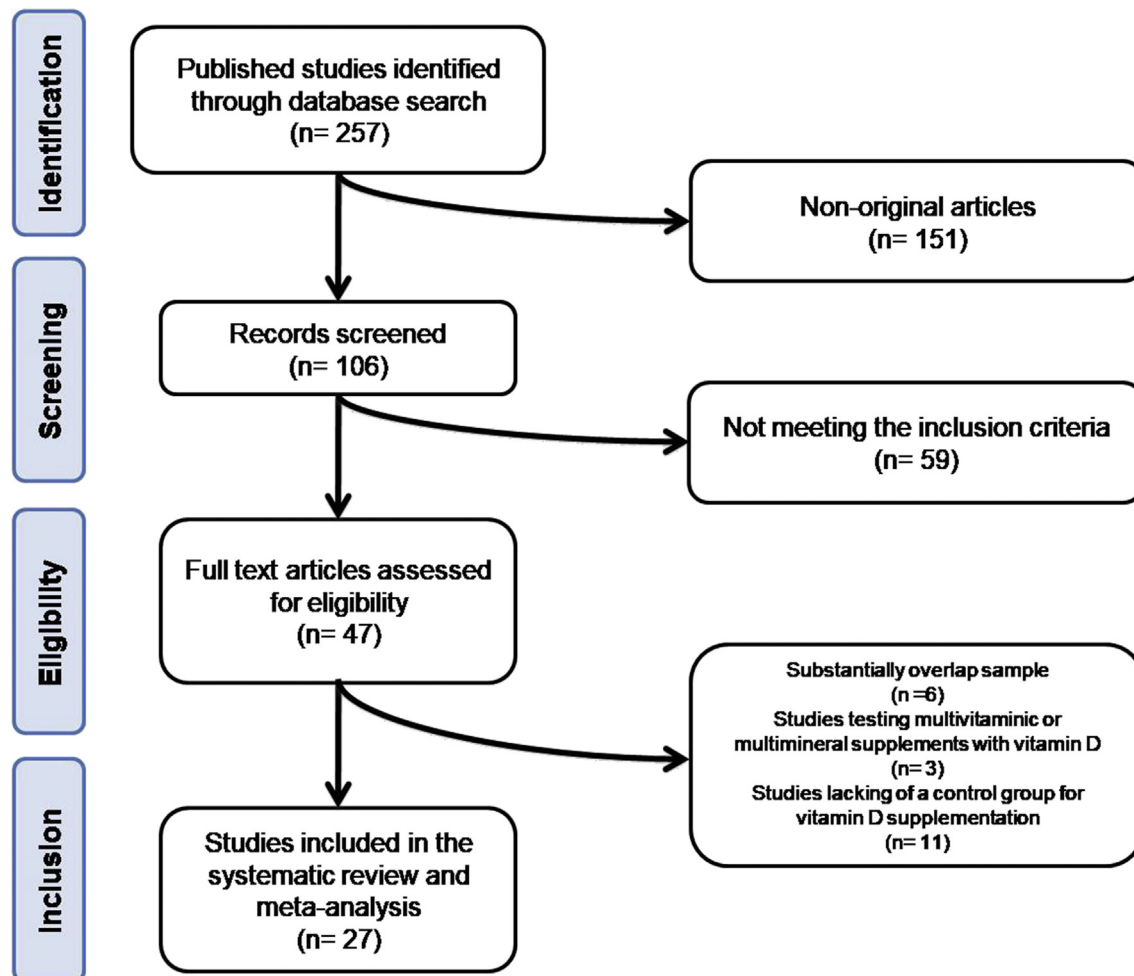 Identification
Published studies identified
through database search
(n= 257)
Non-original articles
(n= 151)
Screening
Records screened
(n= 106)
Not meeting the inclusion criteria
(n= 59)
Eligibility
Full text articles assessed
for eligibility
(n= 47)
Substantially overlap sample
(n =6)
Studies testing multivitaminic or
multimineral supplements with vitamin D
(n= 3)
Studies lacking of a control group for
vitamin D supplementation
(n= 11)
Inclusion
Studies included in the
systematic review and
meta-analysis
(n= 27)